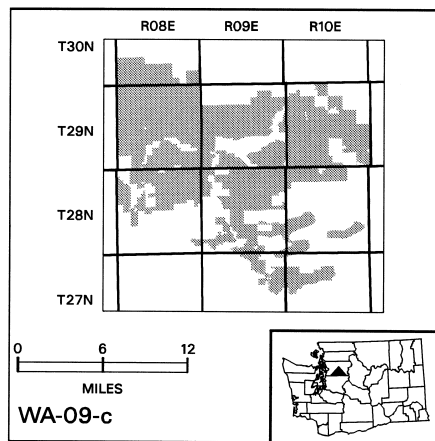 R08E R09E R10E
T30N
T29N
T28N
T27N
0 6 12
MILES
WA-09-c